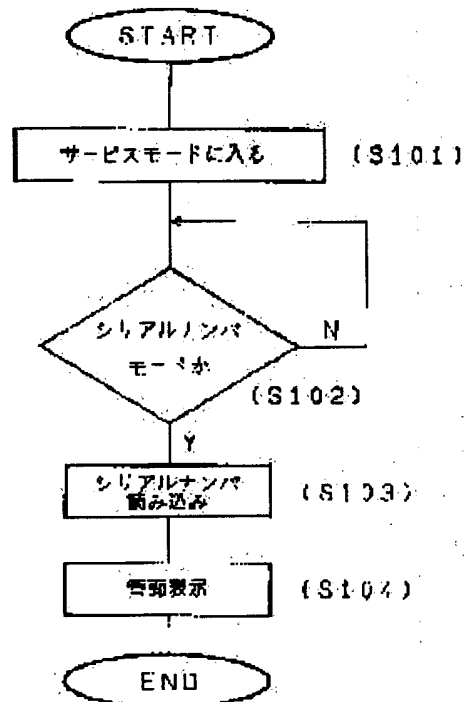 START
サービスモードに入る
(S101)
シリアルナンバ
モードか
N
(S102)
Y
シリアルナンバ
読み込み
(S103)
画面表示
(S104)
END